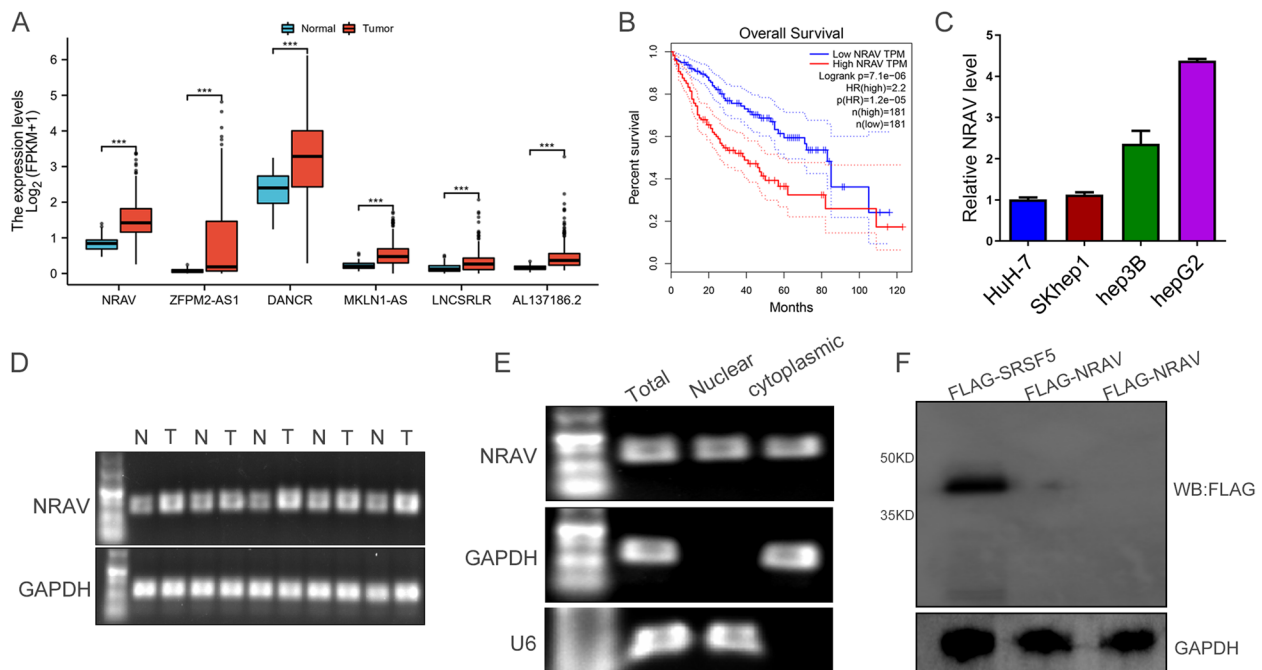 A
Normal
Tumor
The expression levels
Log2 (FPKM+1)
6
5
4
3
2
1
0
***
***
***
***
***
***
NRAV
ZFPM2-AS1
DANCR
MKLN1-AS
LNCSRLR
AL137186.2
B
Overall Survival
Low NRAV TPM
High NRAV TPM
Logrank p=7.1e-06
HR(high)=2.2
p(HR)=1.2e-05
n(high)=181
n(low)=181
Percent survival
1.0
0.8
0.6
0.4
0.2
0.0
0
20
40
60
80
100
120
Months
C
Relative NRAV level
5
4
3
2
1
0
HuH-7
SKhep1
hep3B
hepG2
D
N T N T N T N T N T
NRAV
GAPDH
E
Total
Nuclear
cytoplasmic
NRAV
GAPDH
U6
F
FLAG-SRSF5
FLAG-NRAV
FLAG-NRAV
50KD
35KD
WB:FLAG
GAPDH